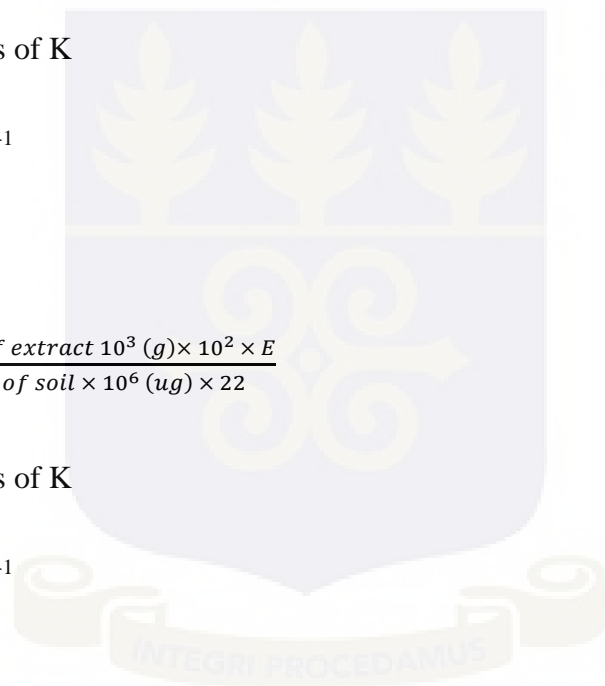 s of K
-1
f extract 10³ (g)× 10² × E
of soil × 10⁶ (ug) × 22
s of K
-1
INTEGRI PROCEDAMUS